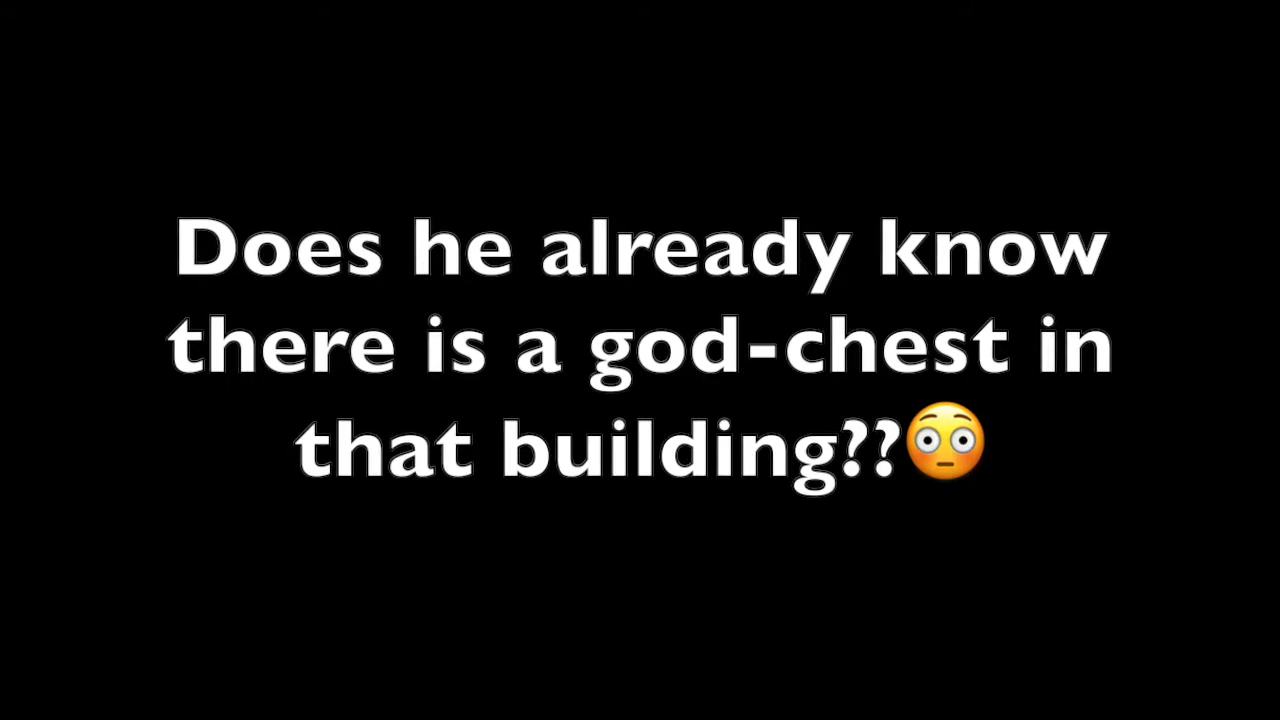 Does he already know
there is a god-chest in
that building??😳